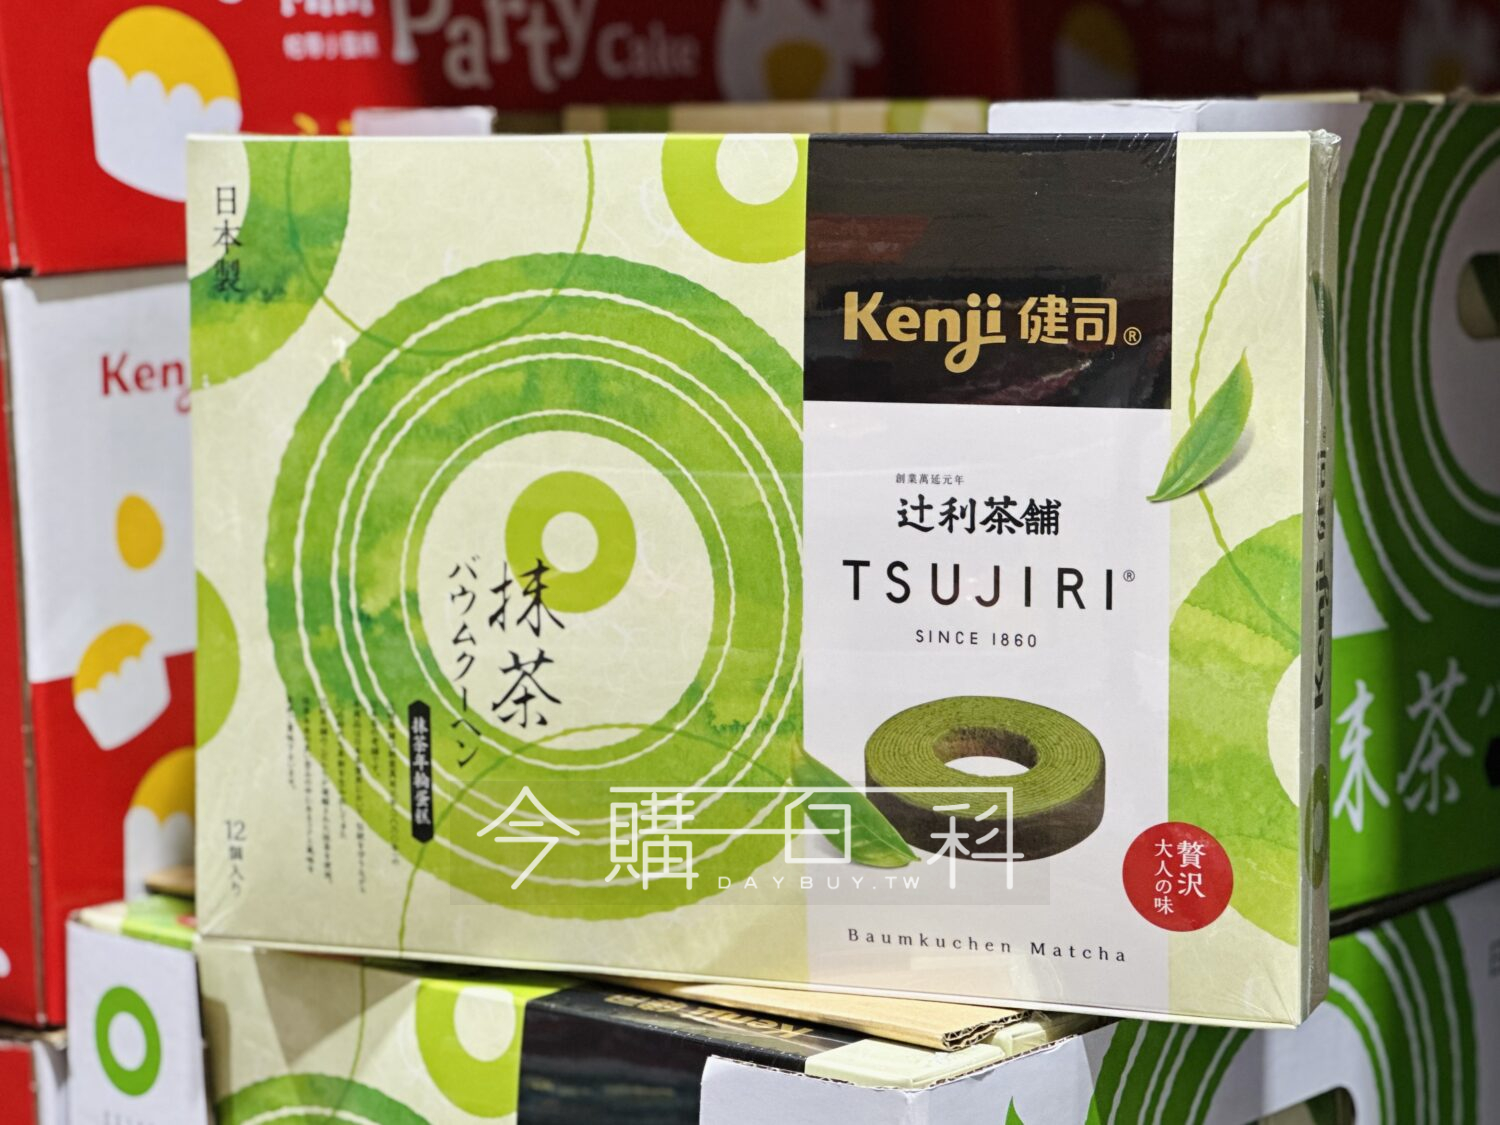 Party
Cake
Ken
日本製
Kenji 健司®
創業萬延元年
辻利茶舗
TSUJIRI®
SINCE 1860
抹茶
バウムクーヘン
抹茶年輪蛋糕
12個入り
贅沢
大人の味
Baumkuchen Matcha
今購百科
DAYBUY.TW
Kenji
抹茶
Kenji